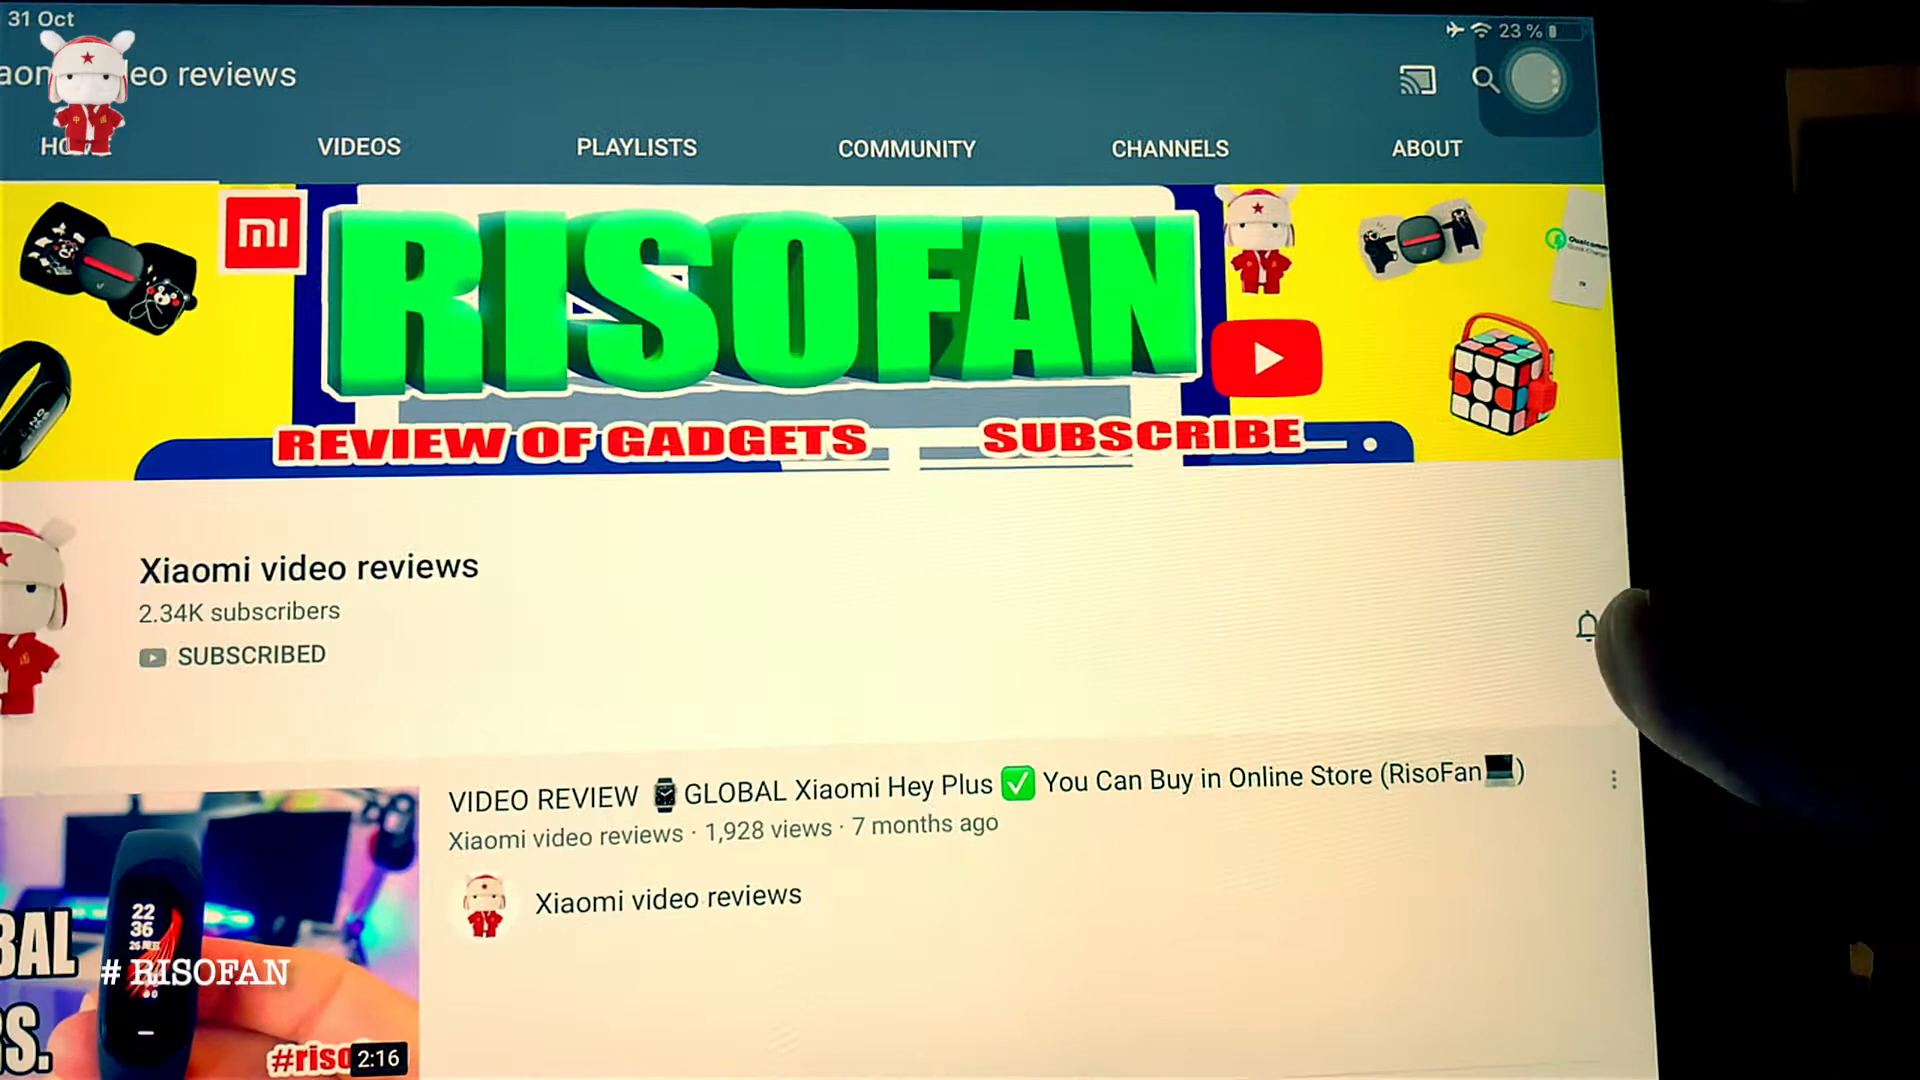 31 Oct
23 %
eo reviews
VIDEOS
PLAYLISTS
COMMUNITY
CHANNELS
ABOUT
mi
RISOFAN
REVIEW OF GADGETS
SUBSCRIBE
Xiaomi video reviews
2.34K subscribers
SUBSCRIBED
VIDEO REVIEW ⌚GLOBAL Xiaomi Hey Plus ✅ You Can Buy in Online Store (RisoFan💻)
Xiaomi video reviews · 1,928 views · 7 months ago
Xiaomi video reviews
22
36
BAL
# RISOFAN
S.
#riso
2:16